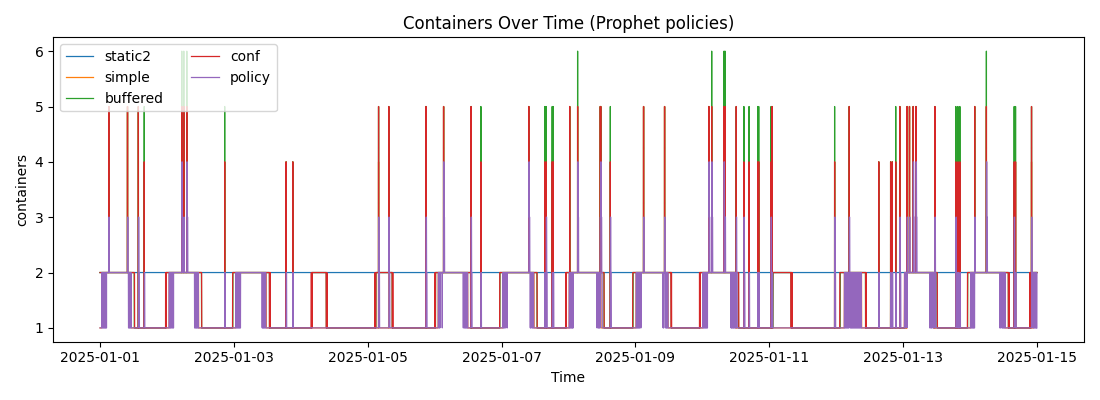 Containers Over Time (Prophet policies)
static2
simple
buffered
conf
policy
containers
6
5
4
3
2
1
2025-01-01
2025-01-03
2025-01-05
2025-01-07
2025-01-09
2025-01-11
2025-01-13
2025-01-15
Time